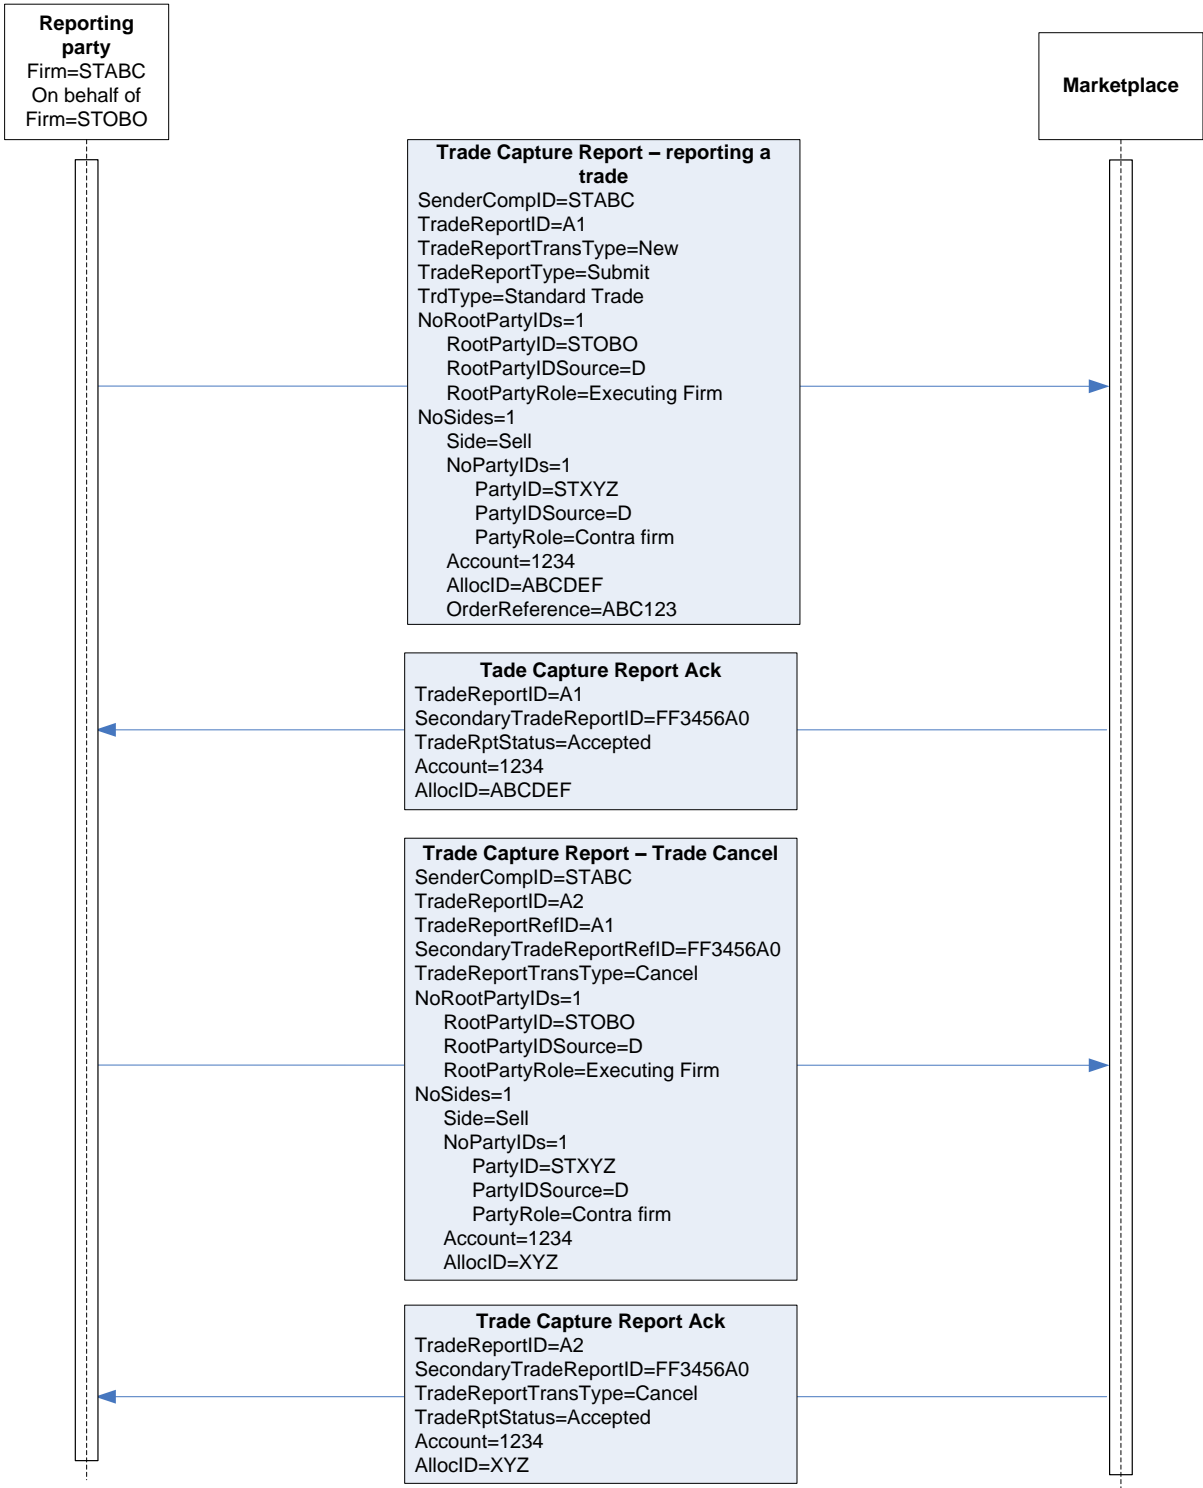 Reporting
party
Firm=STABC
On behalf of
Firm=STOBO
Marketplace
Trade Capture Report – reporting a
trade
SenderCompID=STABC
TradeReportID=A1
TradeReportTransType=New
TradeReportType=Submit
TrdType=Standard Trade
NoRootPartyIDs=1
RootPartyID=STOBO
RootPartyIDSource=D
RootPartyRole=Executing Firm
NoSides=1
Side=Sell
NoPartyIDs=1
PartyID=STXYZ
PartyIDSource=D
PartyRole=Contra firm
Account=1234
AllocID=ABCDEF
OrderReference=ABC123
Tade Capture Report Ack
TradeReportID=A1
SecondaryTradeReportID=FF3456A0
TradeRptStatus=Accepted
Account=1234
AllocID=ABCDEF
Trade Capture Report – Trade Cancel
SenderCompID=STABC
TradeReportID=A2
TradeReportRefID=A1
SecondaryTradeReportRefID=FF3456A0
TradeReportTransType=Cancel
NoRootPartyIDs=1
RootPartyID=STOBO
RootPartyIDSource=D
RootPartyRole=Executing Firm
NoSides=1
Side=Sell
NoPartyIDs=1
PartyID=STXYZ
PartyIDSource=D
PartyRole=Contra firm
Account=1234
AllocID=XYZ
Trade Capture Report Ack
TradeReportID=A2
SecondaryTradeReportID=FF3456A0
TradeReportTransType=Cancel
TradeRptStatus=Accepted
Account=1234
AllocID=XYZ